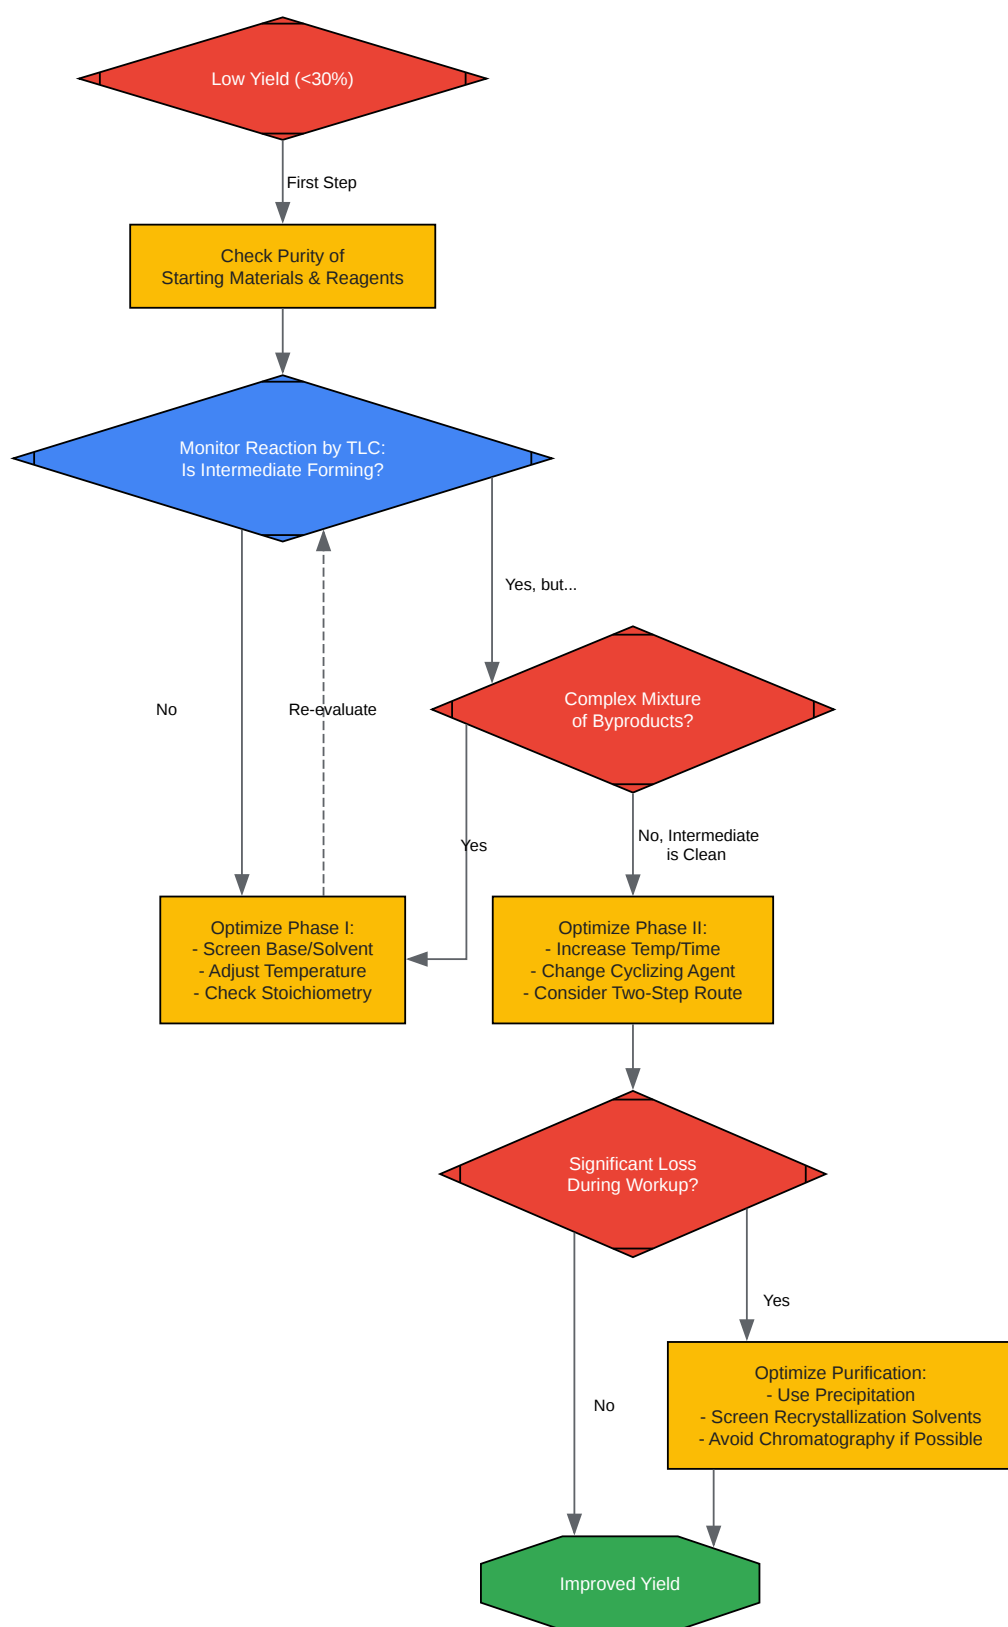 Low Yield (<30%)
First Step
Check Purity of
Starting Materials & Reagents
Monitor Reaction by TLC:
Is Intermediate Forming?
Yes, but...
No
Re-evaluate
Complex Mixture
of Byproducts?
Yes
No, Intermediate
is Clean
Optimize Phase I:
- Screen Base/Solvent
- Adjust Temperature
- Check Stoichiometry
Optimize Phase II:
- Increase Temp/Time
- Change Cyclizing Agent
- Consider Two-Step Route
Significant Loss
During Workup?
Yes
No
Optimize Purification:
- Use Precipitation
- Screen Recrystallization Solvents
- Avoid Chromatography if Possible
Improved Yield